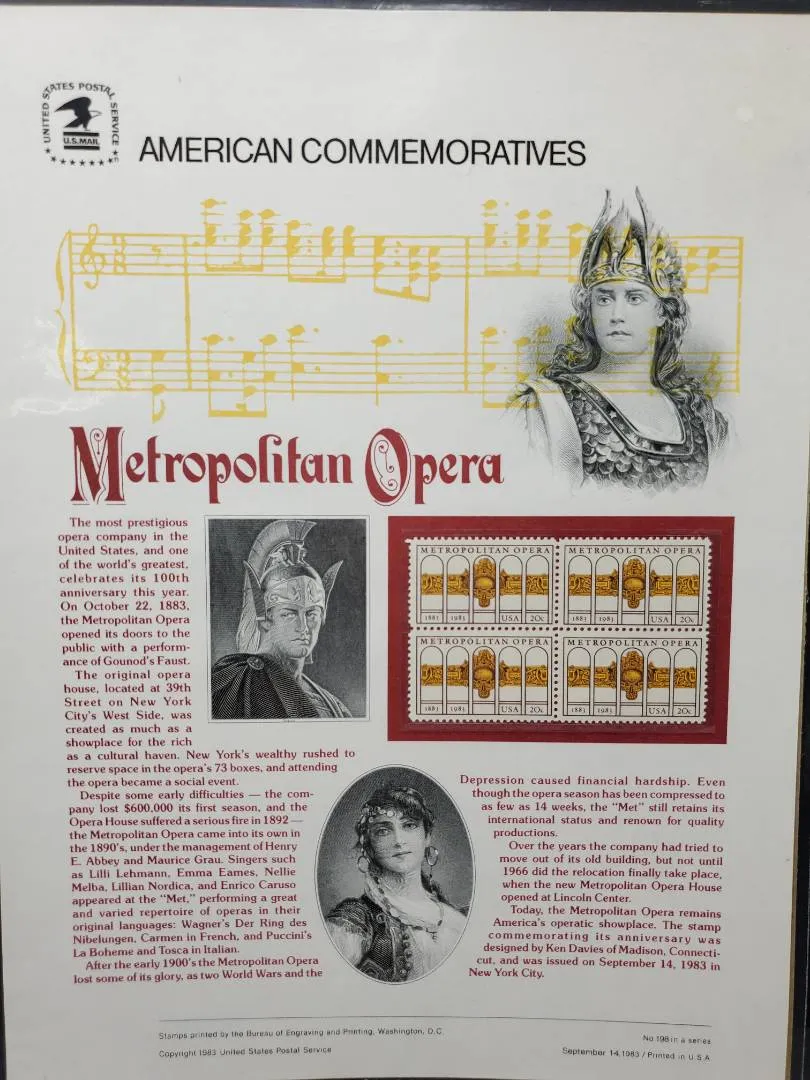 UNITED STATES POSTAL SERVICE
U.S.MAIL
AMERICAN COMMEMORATIVES
Metropolitan Opera
The most prestigious
opera company in the
United States, and one
of the world's greatest,
celebrates its 100th
anniversary this year.
On October 22, 1883,
the Metropolitan Opera
opened its doors to the
public with a perform-
ance of Gounod's Faust.
The original opera
house, located at 39th
Street on New York
City's West Side, was
created as much as a
showplace for the rich
as a cultural haven. New York's wealthy rushed to
reserve space in the opera's 73 boxes, and attending
the opera became a social event.
Despite some early difficulties — the com-
pany lost $600,000 its first season, and the
Opera House suffered a serious fire in 1892 —
the Metropolitan Opera came into its own in
the 1890's, under the management of Henry
E. Abbey and Maurice Grau. Singers such
as Lilli Lehmann, Emma Eames, Nellie
Melba, Lillian Nordica, and Enrico Caruso
appeared at the "Met," performing a great
and varied repertoire of operas in their
original languages: Wagner's Der Ring des
Nibelungen, Carmen in French, and Puccini's
La Boheme and Tosca in Italian.
After the early 1900's the Metropolitan Opera
lost some of its glory, as two World Wars and the
METROPOLITAN OPERA
1883 1983 USA 20c
METROPOLITAN OPERA
1883 1983 USA 20c
METROPOLITAN OPERA
1883 1983 USA 20c
METROPOLITAN OPERA
1883 1983 USA 20c
Depression caused financial hardship. Even
though the opera season has been compressed to
as few as 14 weeks, the "Met" still retains its
international status and renown for quality
productions.
Over the years the company had tried to
move out of its old building, but not until
1966 did the relocation finally take place,
when the new Metropolitan Opera House
opened at Lincoln Center.
Today, the Metropolitan Opera remains
America's operatic showplace. The stamp
commemorating its anniversary was
designed by Ken Davies of Madison, Connecti-
cut, and was issued on September 14, 1983 in
New York City.
Stamps printed by the Bureau of Engraving and Printing, Washington, D.C.
Copyright 1983 United States Postal Service
No. 198 in a series
September 14, 1983 / Printed in U.S.A.